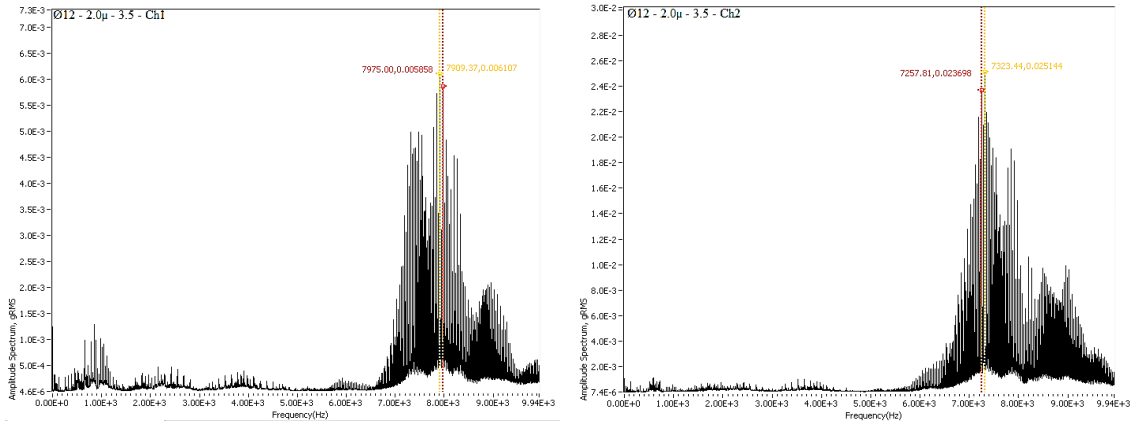 Ø12 - 2.0µ - 3.5 - Ch1
7.3E-3
7.0E-3
6.5E-3
6.0E-3
5.5E-3
5.0E-3
4.5E-3
4.0E-3
3.5E-3
3.0E-3
2.5E-3
2.0E-3
1.5E-3
1.0E-3
5.0E-4
4.6E-6
Amplitude Spectrum, gRMS
7975.00,0.005858
7909.37,0.006107
0.00E+0
1.00E+3
2.00E+3
3.00E+3
4.00E+3
5.00E+3
6.00E+3
7.00E+3
8.00E+3
9.00E+3
9.94E+3
Frequency(Hz)
Ø12 - 2.0µ - 3.5 - Ch2
3.0E-2
2.8E-2
2.6E-2
2.4E-2
2.2E-2
2.0E-2
1.8E-2
1.6E-2
1.4E-2
1.2E-2
1.0E-2
8.0E-3
6.0E-3
4.0E-3
2.0E-3
7.4E-6
Amplitude Spectrum, gRMS
7257.81,0.023698
7323.44,0.025144
0.00E+0
1.00E+3
2.00E+3
3.00E+3
4.00E+3
5.00E+3
6.00E+3
7.00E+3
8.00E+3
9.00E+3
9.94E+3
Frequency(Hz)